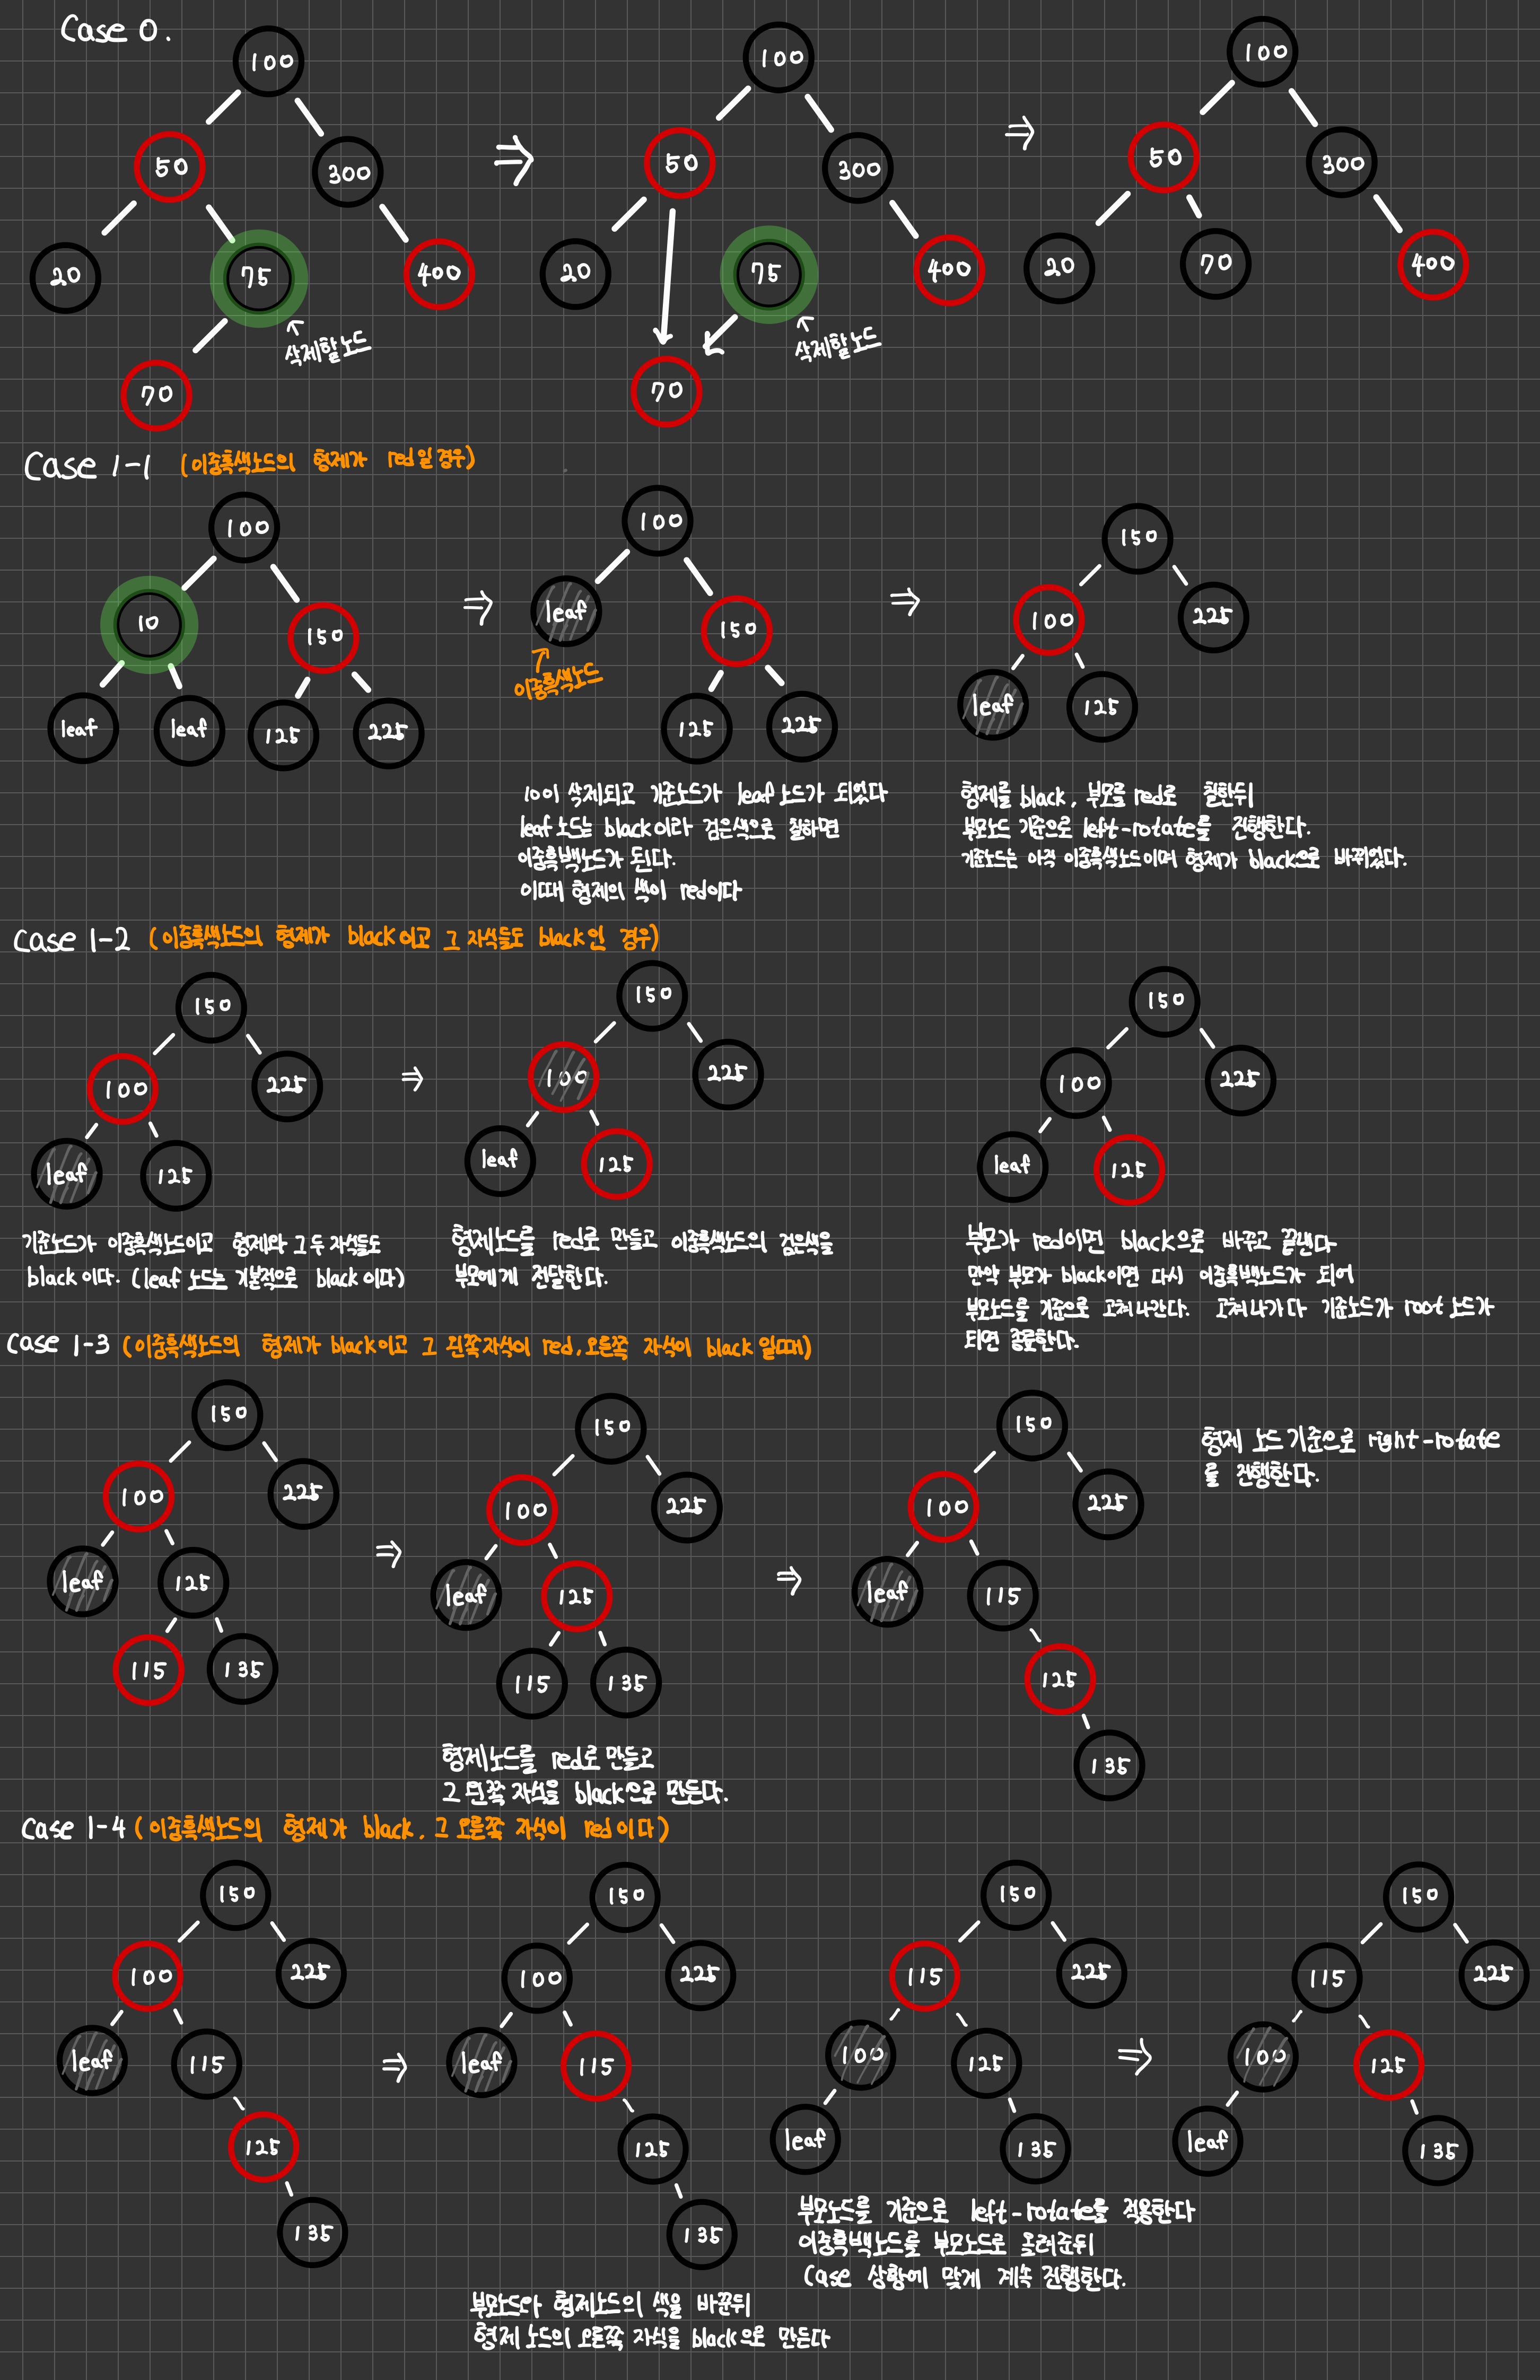 Case 0.
100
100
100
50
300
50
300
50
300
20
75
400
20
75
400
20
70
400
삭제할 노드
삭제할 노드
70
70
Case 1-1 (이중흑색노드의 형제가 red일 경우)
100
100
150
10
150
leaf
150
100
225
이중흑색노드
leaf
leaf
125
225
125
225
leaf
125
10이 삭제되고 기준노드가 leaf 노드가 되었다
leaf 노드는 black이라 검은색으로 칠하면
이중흑백노드가 된다.
이때 형제의 색이 red이다
형제를 black, 부모를 red로 칠한뒤
부모노드 기준으로 left-rotate를 진행한다.
기준노드는 아직 이중흑색노드이며 형제가 black으로 바뀌었다.
Case 1-2 (이중흑색노드의 형제가 black이고 그 자식들도 black인 경우)
150
150
150
100
225
100
225
100
225
leaf
125
leaf
125
leaf
125
기준노드가 이중흑색노드이고 형제와 그 두 자식들도
black이다. (leaf 노드는 기본적으로 black이다)
형제노드를 red로 만들고 이중흑색노드의 검은색을
부모에게 전달한다.
부모가 red이면 black으로 바꾸고 끝낸다
만약 부모가 black이면 다시 이중흑백노드가 되어
부모노드를 기준으로 고쳐나간다. 고쳐나가다 기준노드가 root 노드가
되면 종료한다.
Case 1-3 (이중흑색노드의 형제가 black이고 그 왼쪽자식이 red, 오른쪽 자식이 black 일때)
150
150
150
100
225
100
225
100
225
leaf
125
leaf
125
leaf
115
115
135
115
135
125
135
형제 노드 기준으로 right-rotate
를 진행한다.
형제노드를 red로 만들고
그 왼쪽 자식을 black으로 만든다.
Case 1-4 (이중흑색노드의 형제가 black, 그 오른쪽 자식이 red이다)
150
150
150
150
100
225
100
225
115
225
115
225
leaf
115
leaf
115
100
125
100
125
125
125
leaf
135
leaf
135
135
135
부모노드를 기준으로 left-rotate를 적용한다
이중흑백노드를 부모노드로 올려준뒤
Case 상황에 맞게 계속 진행한다.
부모노드와 형제노드의 색을 바꾼뒤
형제 노드의 오른쪽 자식을 black으로 만든다